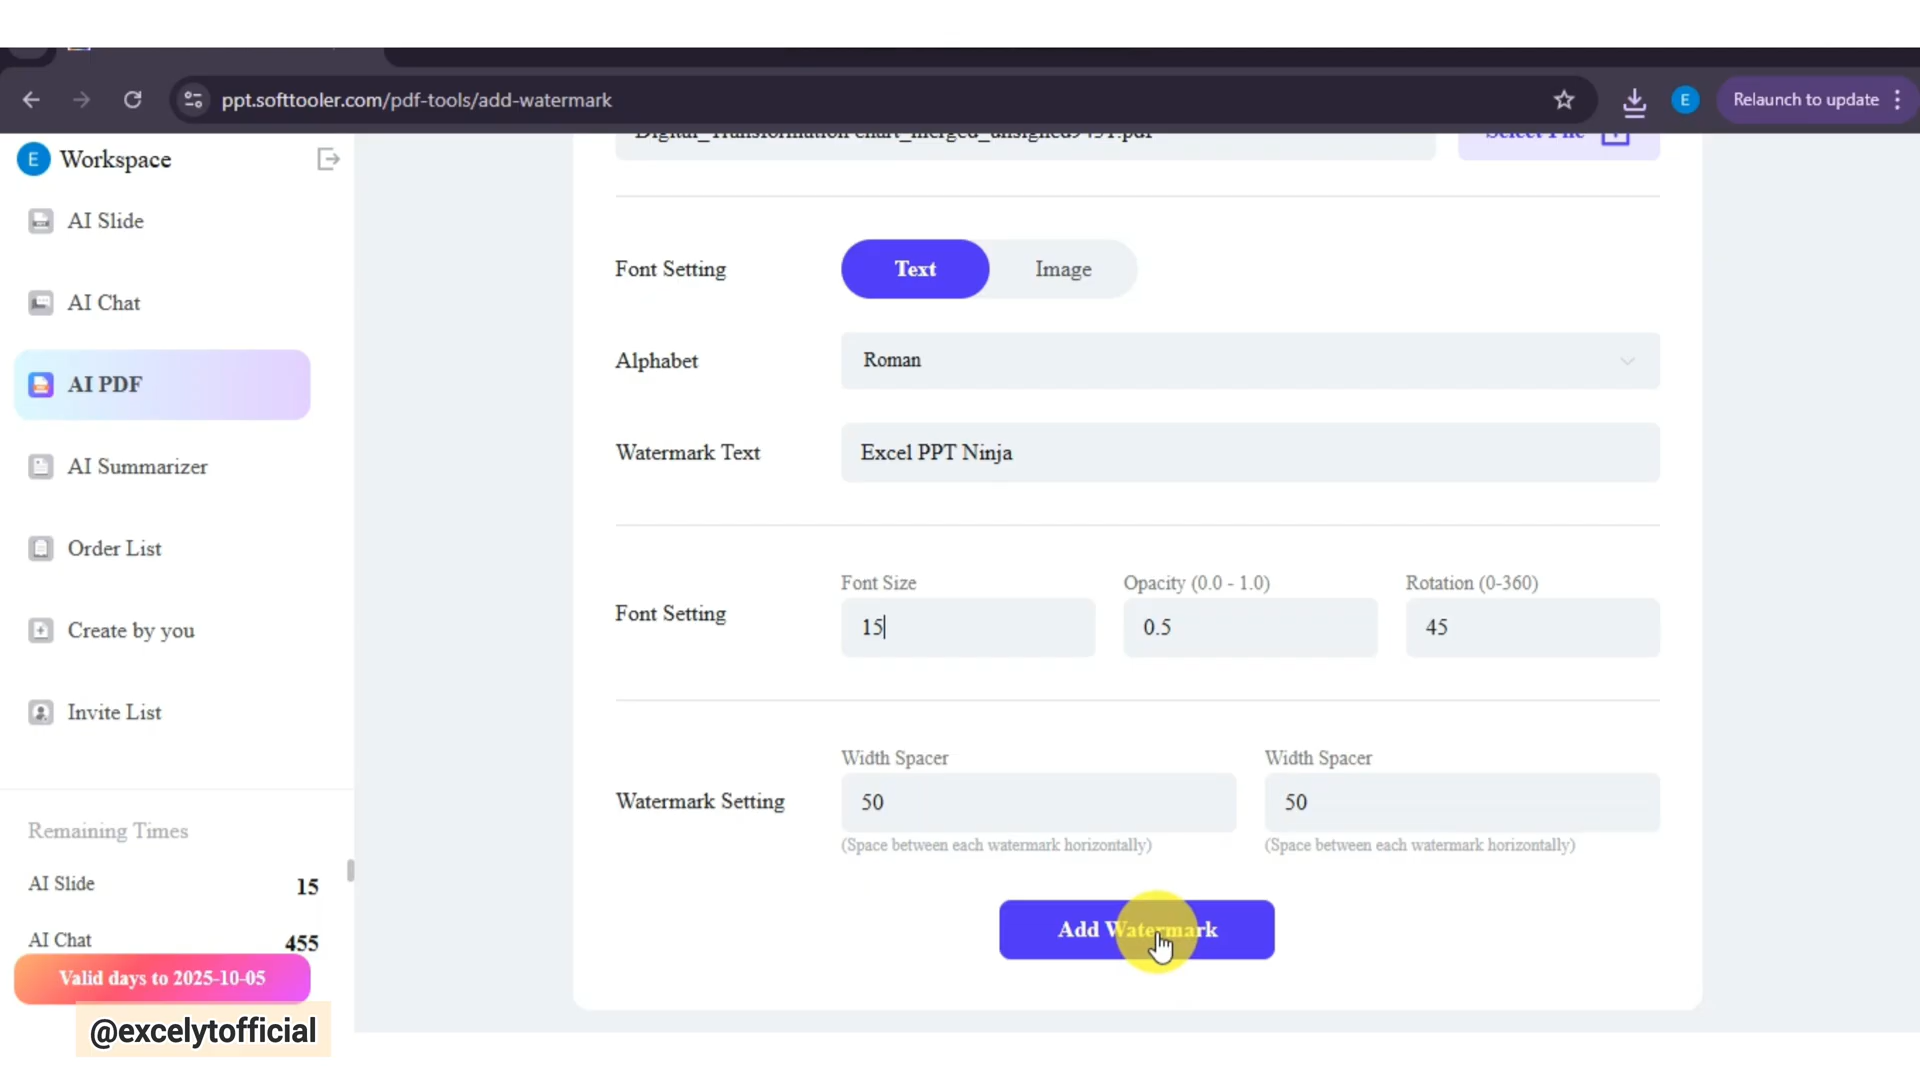 ppt.softtooler.com/pdf-tools/add-watermark
E
Relaunch to update
E Workspace
AI Slide
AI Chat
AI PDF
AI Summarizer
Order List
Create by you
Invite List
Remaining Times
AI Slide 15
AI Chat 455
Valid days to 2025-10-05
@excelytofficial
Select File
Font Setting
Text
Image
Alphabet
Roman
Watermark Text
Excel PPT Ninja
Font Setting
Font Size
15
Opacity (0.0 - 1.0)
0.5
Rotation (0-360)
45
Watermark Setting
Width Spacer
50
(Space between each watermark horizontally)
Width Spacer
50
(Space between each watermark horizontally)
Add Watermark